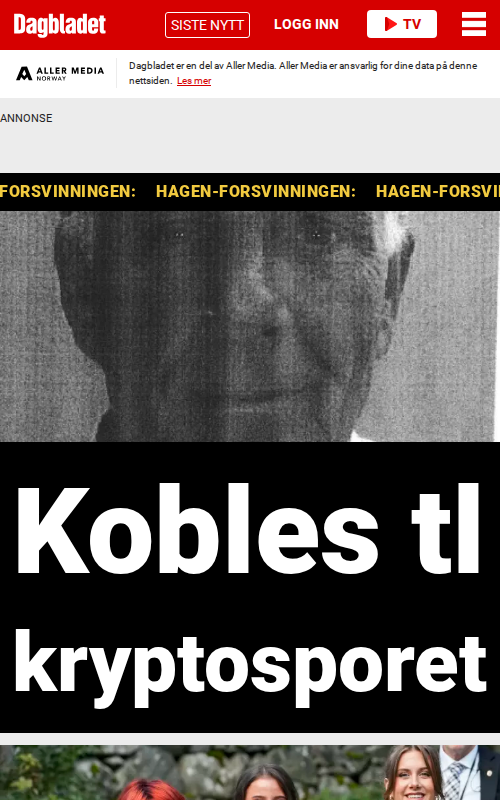 Dagbladet SISTE NYTT LOGG INN TV
ALLER MEDIA NORWAY
Dagbladet er en del av Aller Media. Aller Media er ansvarlig for dine data på denne
nettsiden. Les mer
ANNONSE
FORSVINNINGEN: HAGEN-FORSVINNINGEN: HAGEN-FORSVI
Kobles tl
kryptosporet